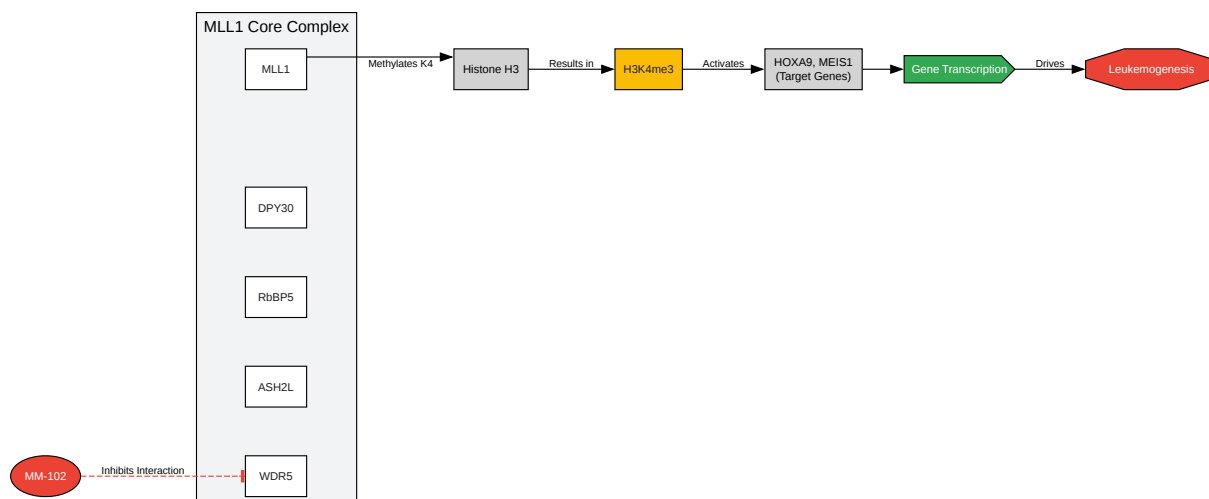 MLL1 Core Complex
MLL1
Methylates K4
Histone H3
Results in
H3K4me3
Activates
HOXA9, MEIS1
(Target Genes)
Gene Transcription
Drives
Leukemogenesis
DPY30
RbBP5
ASH2L
MM-102
Inhibits Interaction
WDR5